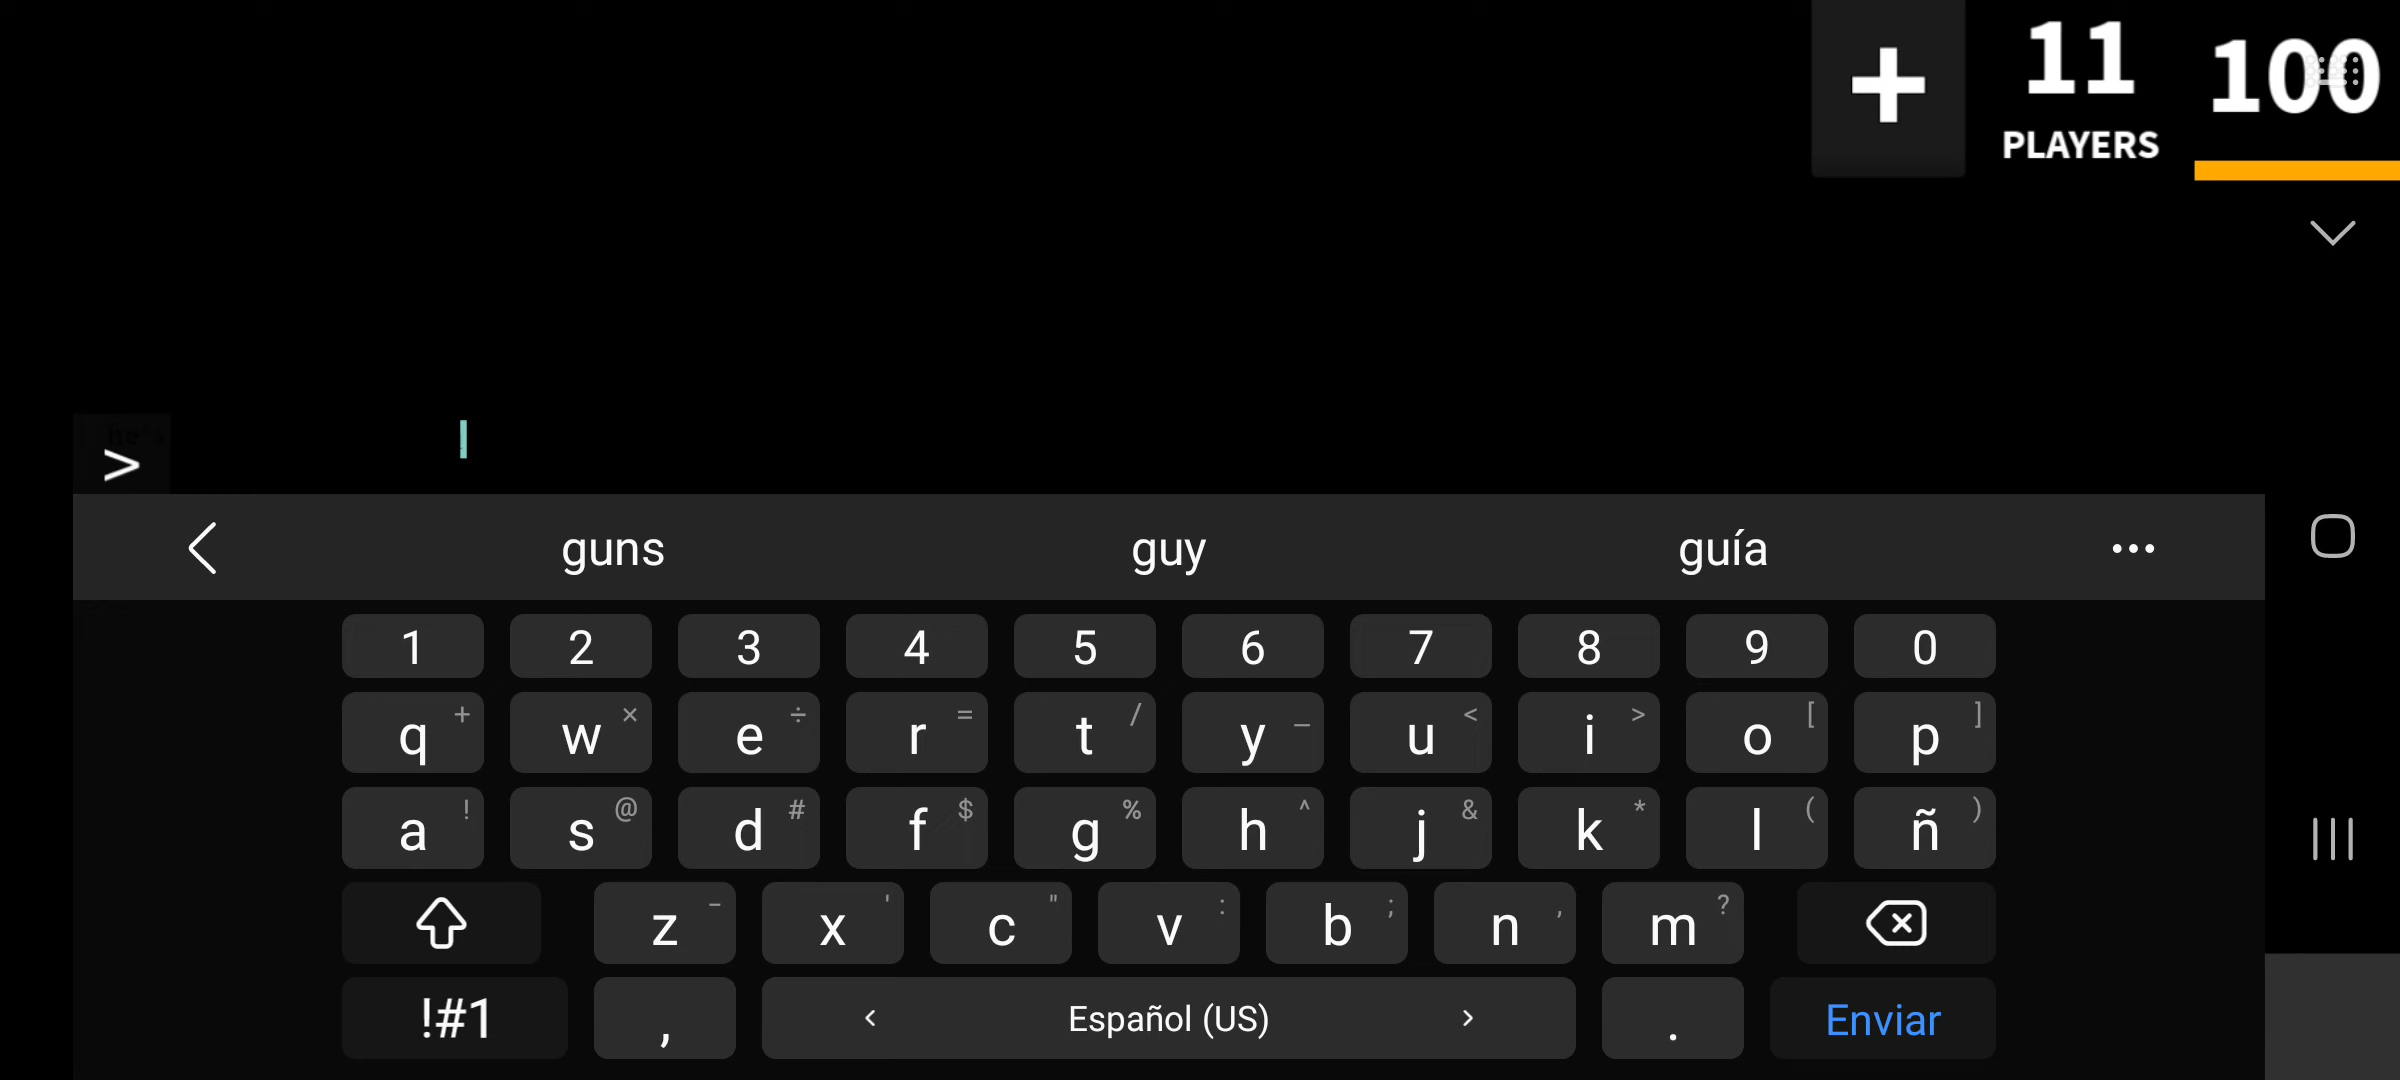 + 11 100
PLAYERS
he's
>
guns guy guía ...
1 2 3 4 5 6 7 8 9 0
q + w × e ÷ r = t / y _ u < i > o [ p ]
a ! s @ d # f $ g % h ^ j & k * l ( ñ )
z - x ' c " v : b ; n , m ?
!#1 , < Español (US) > . Enviar